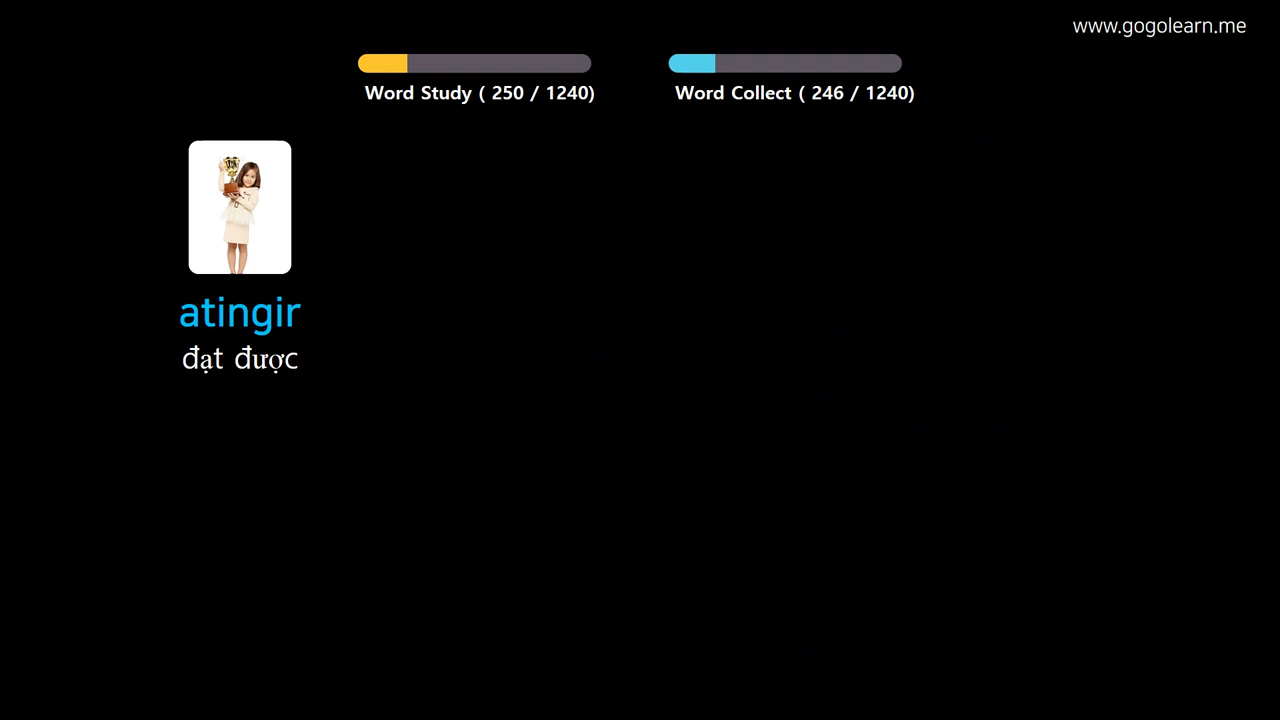 www.gogolearn.me
Word Study ( 250 / 1240)
Word Collect ( 246 / 1240)
atingir
đạt được